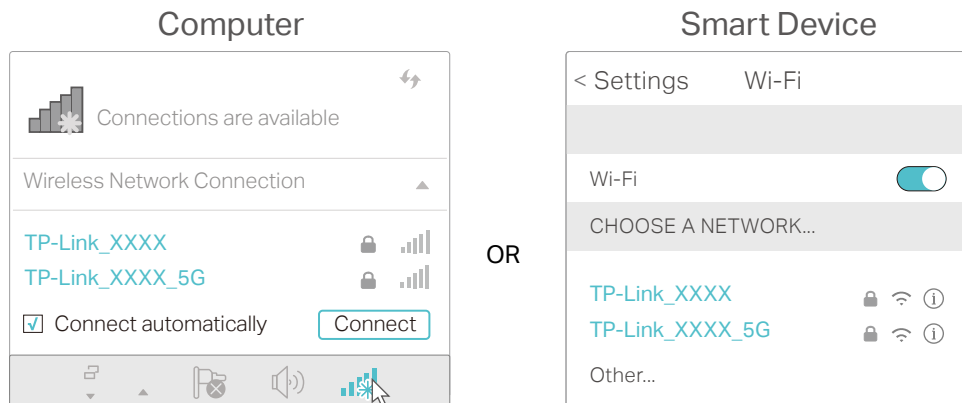 Computer
Connections are available
Wireless Network Connection
TP-Link_XXXX
TP-Link_XXXX_5G
Connect automatically
Connect
OR
Smart Device
< Settings Wi-Fi
Wi-Fi
CHOOSE A NETWORK...
TP-Link_XXXX
TP-Link_XXXX_5G
Other...